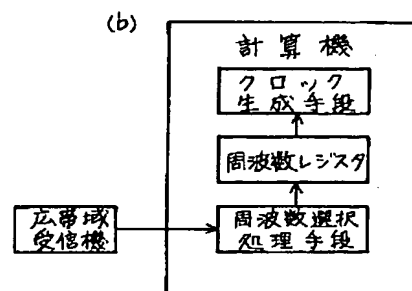 (b)
計算機
クロック
生成手段
周波数レジスタ
広帯域
受信機
周波数選択
処理手段